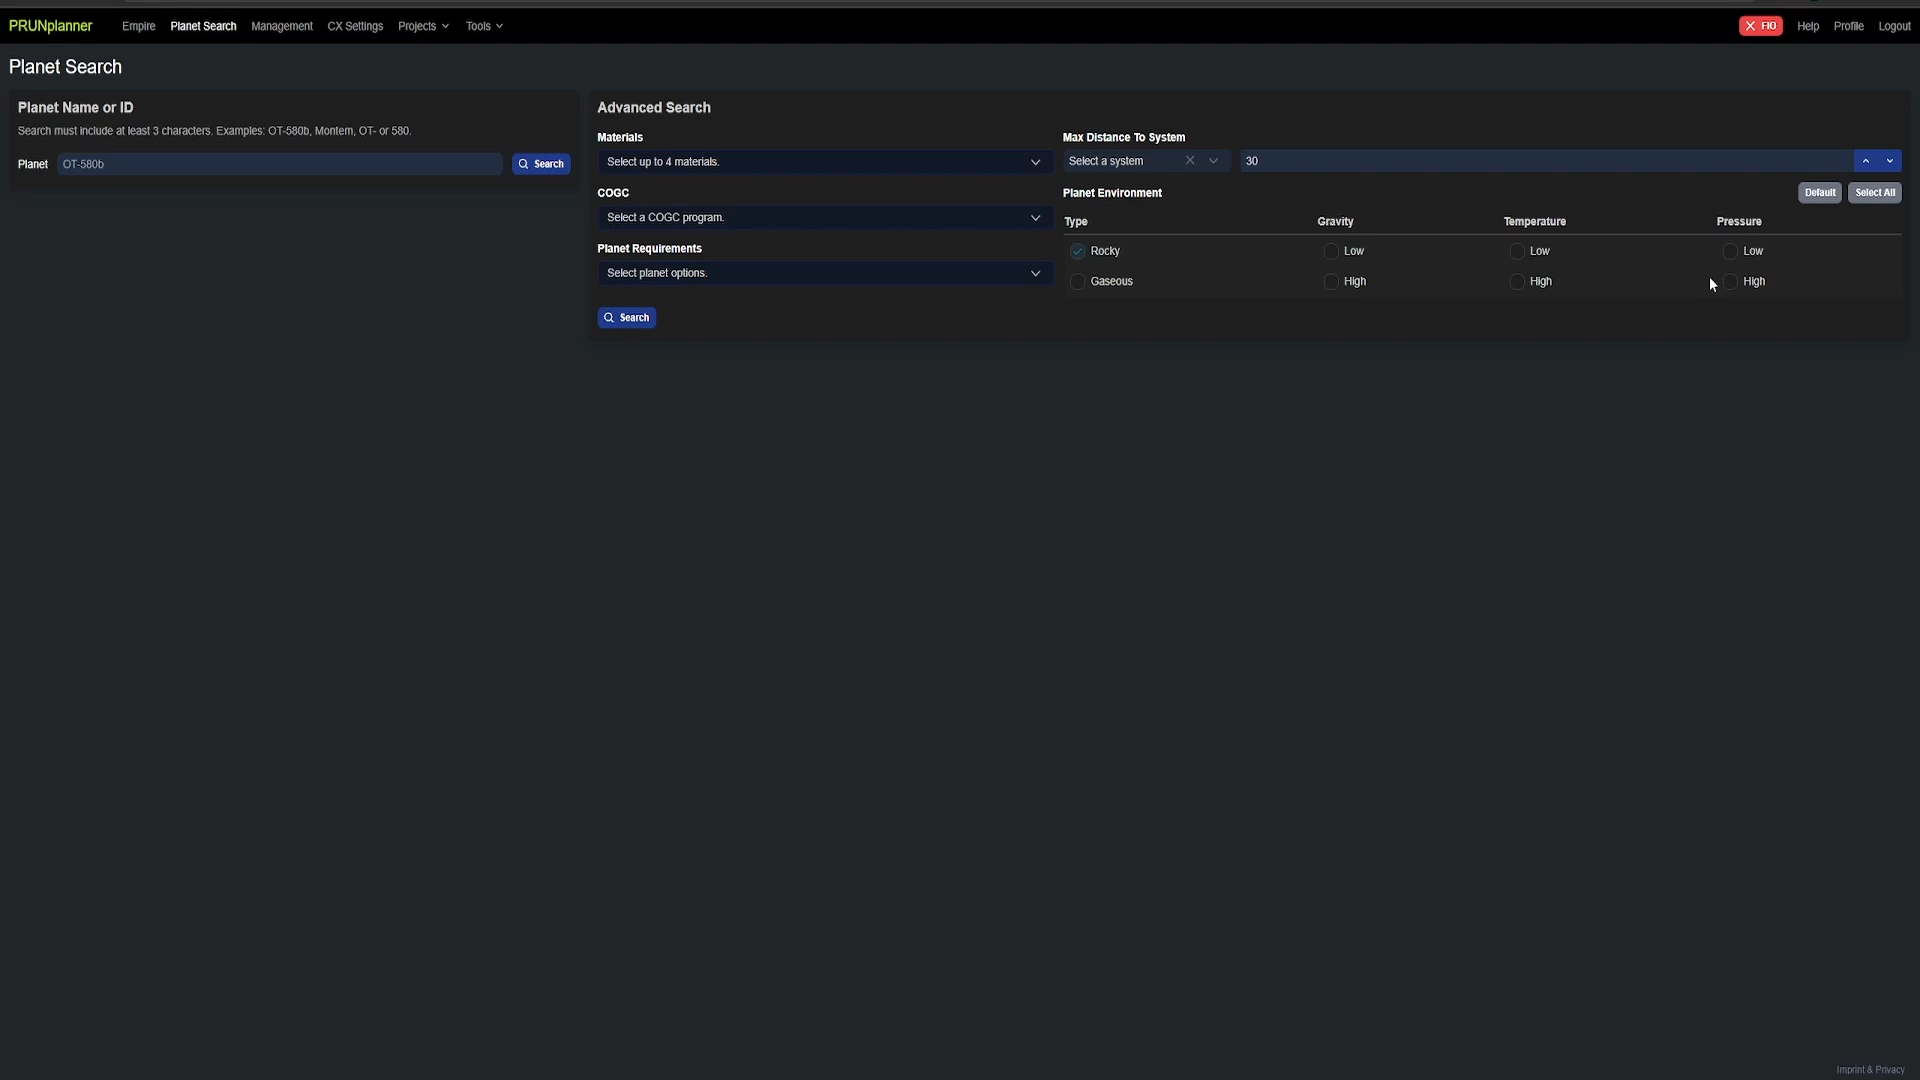 PRUNplanner Empire Planet Search Management CX Settings Projects Tools FIO Help Profile Logout
Planet Search
Planet Name or ID
Search must include at least 3 characters. Examples: OT-580b, Montem, OT- or 580.
Planet OT-580b Search
Advanced Search
Materials
Select up to 4 materials.
COGC
Select a COGC program.
Planet Requirements
Select planet options.
Search
Max Distance To System
Select a system 30
Planet Environment Default Select All
Type Gravity Temperature Pressure
Rocky Low Low Low
Gaseous High High High
Imprint & Privacy